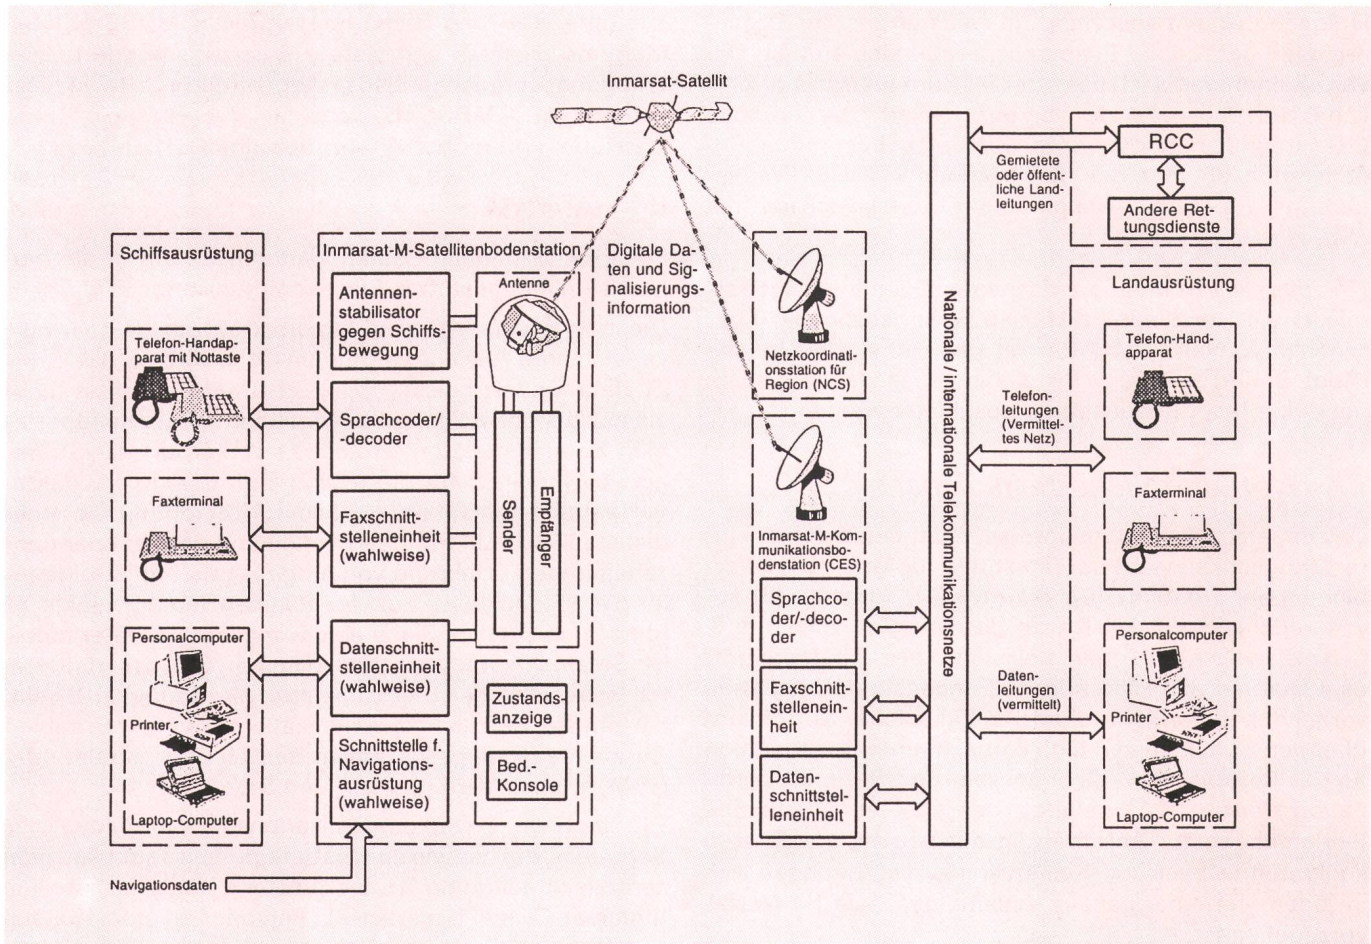 Inmarsat-Satellit
Schiffsausrüstung
Telefon-Handap-
parat mit Nottaste
Faxterminal
Personalcomputer
Printer
Laptop-Computer
Navigationsdaten
Inmarsat-M-Satellitenbodenstation
Antennen-
stabilisator
gegen Schiffs-
bewegung
Sprachcoder/
-decoder
Faxschnitt-
stelleneinheit
(wahlweise)
Datenschnitt-
stelleneinheit
(wahlweise)
Schnittstelle f.
Navigations-
ausrüstung
(wahlweise)
Antenne
Sender
Empfänger
Zustands-
anzeige
Bed.-
Konsole
Digitale Da-
ten und Sig-
nalisierungs-
information
Netzkoordinati-
onsstation für
Region (NCS)
Inmarsat-M-Kom-
munikationsbo-
denstation (CES)
Sprachco-
der/-deco-
der
Faxschnitt-
stellenein-
heit
Daten-
schnittstel-
leneinheit
Nationale / internationale Telekommunikationsnetze
Gemietete
oder öffent-
liche Land-
leitungen
RCC
Andere Ret-
tungsdienste
Telefon-
leitungen
(Vermittel-
tes Netz)
Daten-
leitungen
(vermittelt)
Landausrüstung
Telefon-Hand-
apparat
Faxterminal
Personalcomputer
Printer
Laptop-Computer